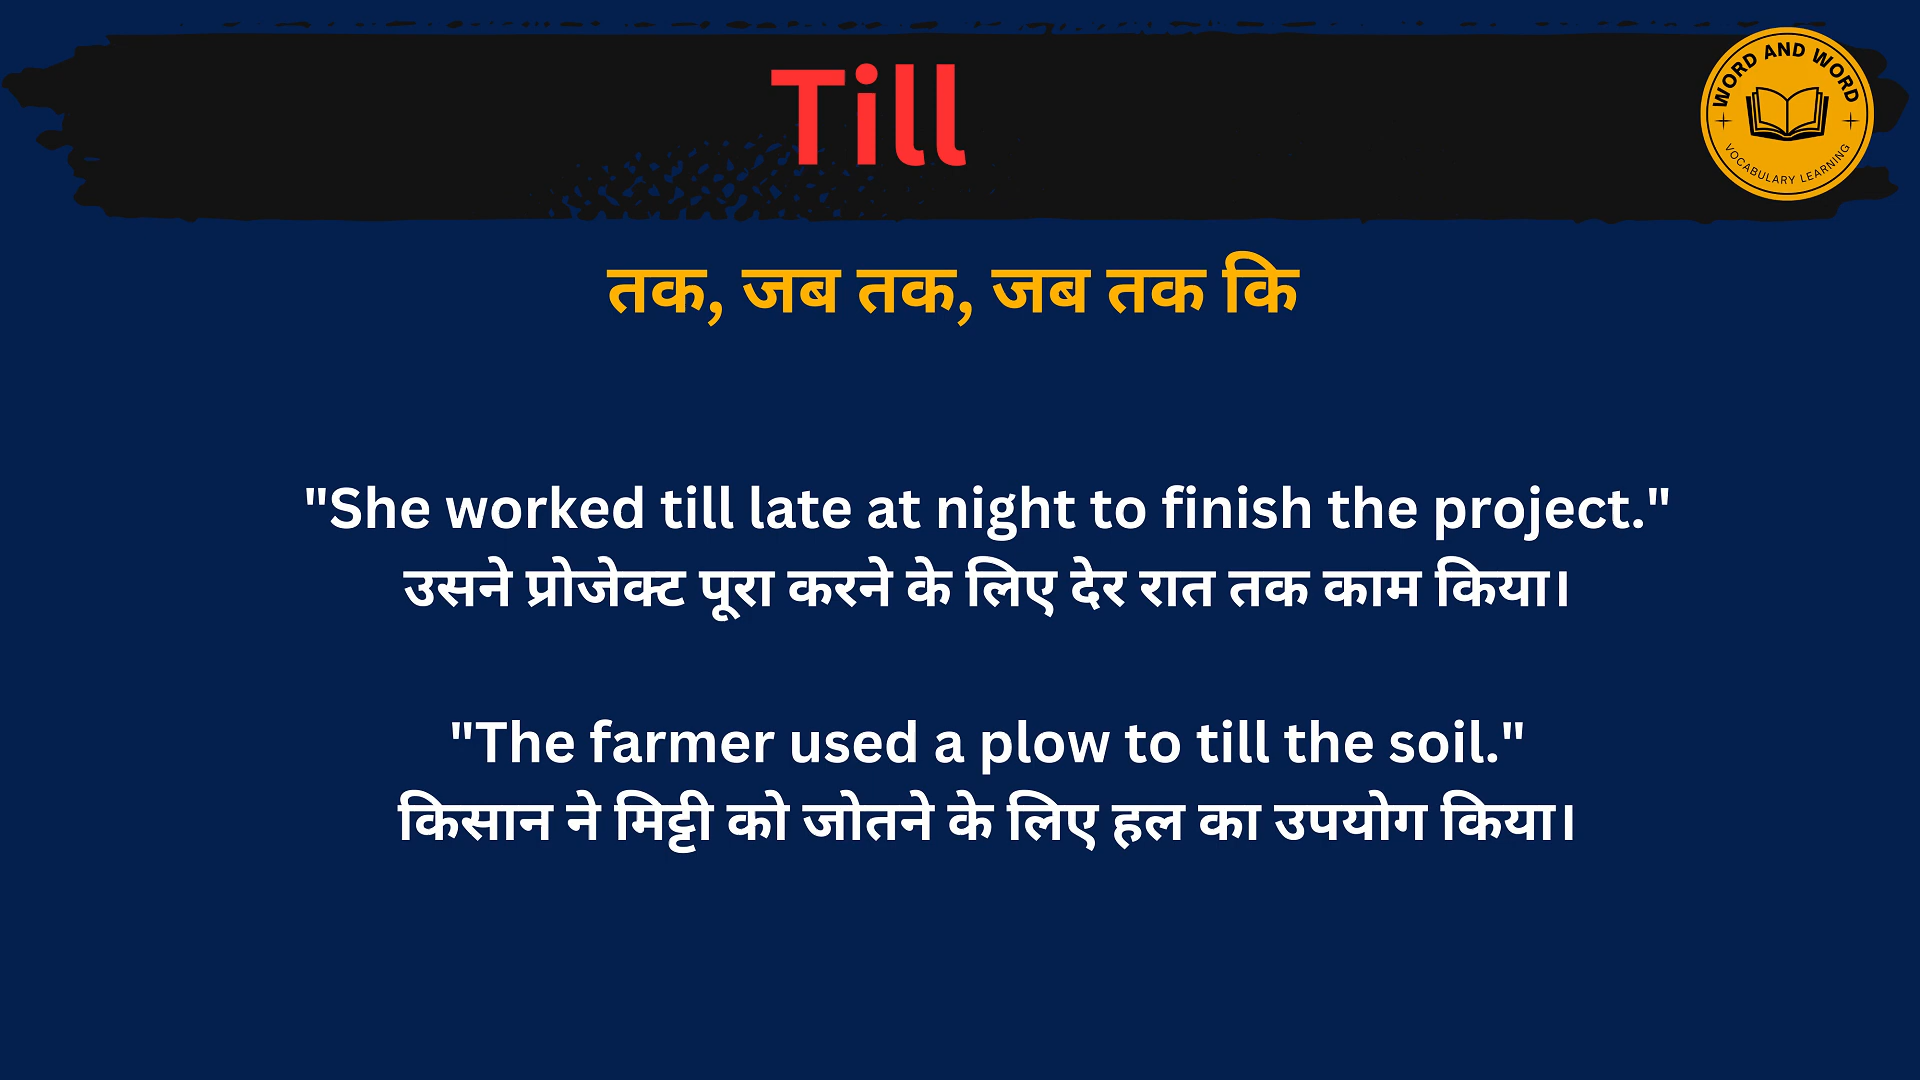 Till
WORD AND WORD
VOCABULARY LEARNING
तक, जब तक, जब तक कि
"She worked till late at night to finish the project."
उसने प्रोजेक्ट पूरा करने के लिए देर रात तक काम किया।
"The farmer used a plow to till the soil."
किसान ने मिट्टी को जोतने के लिए हल का उपयोग किया।